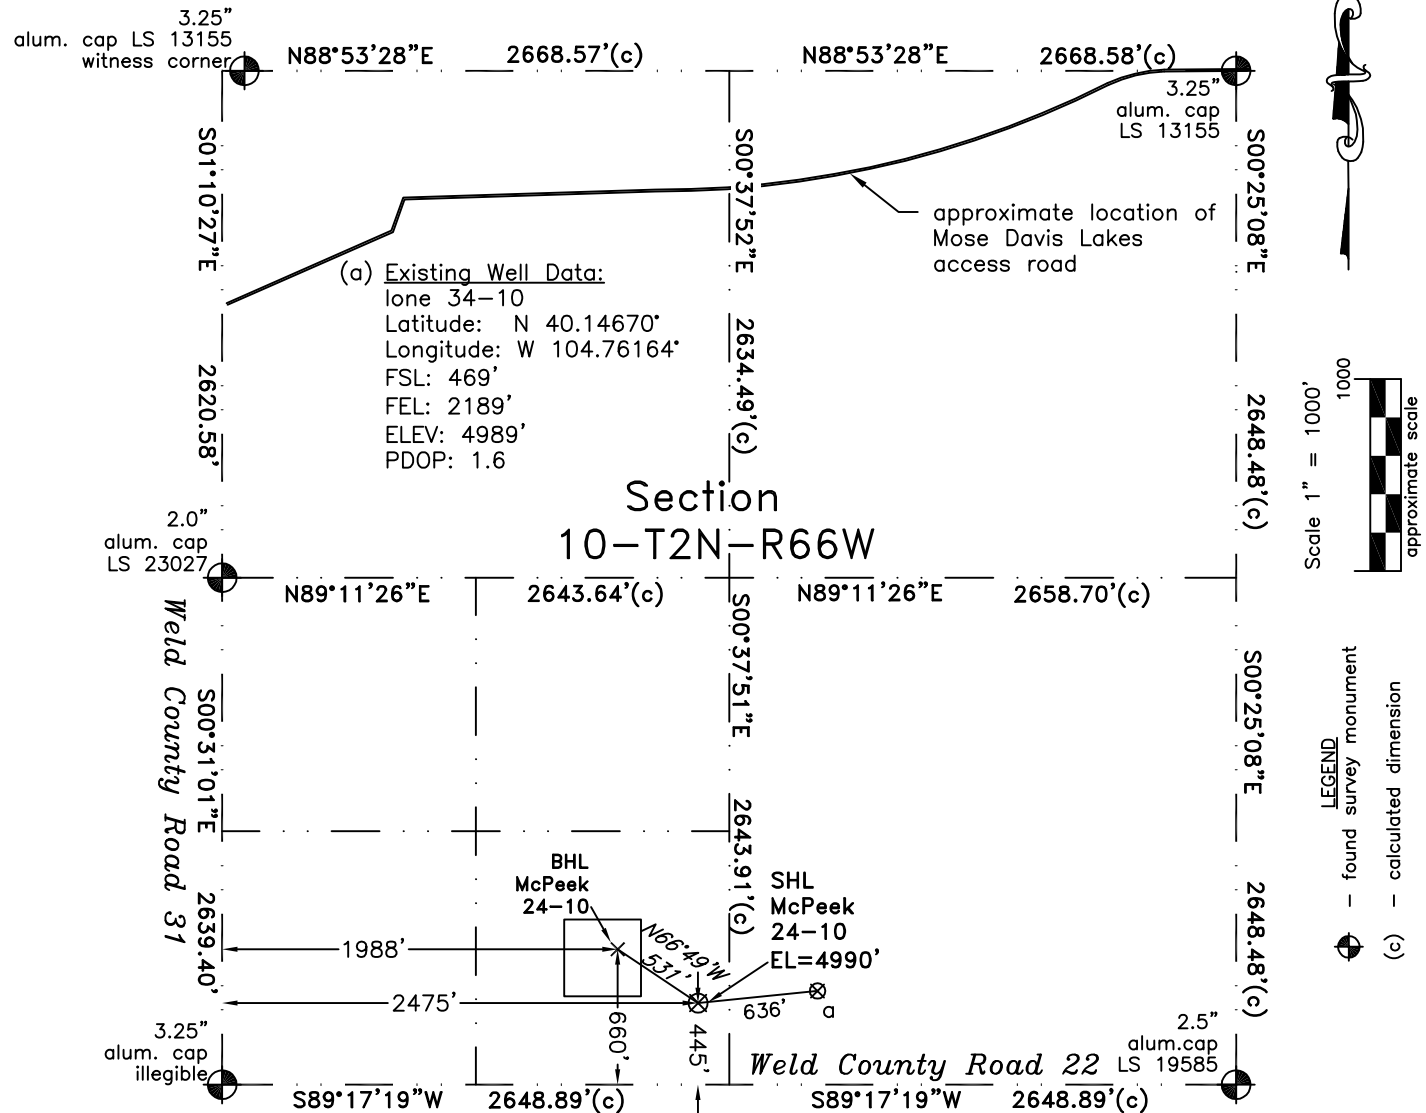 3.25”
alum. cap LS 13155
witness corner
N88°53’28”E
2668.57’(c)
N88°53’28”E
2668.58’(c)
3.25”
alum. cap
LS 13155
S01°10’27”E
2620.58’
S00°37’52”E
2634.49’(c)
S00°25’08”E
2648.48’(c)
approximate location of
Mose Davis Lakes
access road
(a) Existing Well Data:
Ione 34–10
Latitude: N 40.14670°
Longitude: W 104.76164°
FSL: 469’
FEL: 2189’
ELEV: 4989’
PDOP: 1.6
Section
10–T2N–R66W
2.0”
alum. cap
LS 23027
N89°11’26”E
2643.64’(c)
N89°11’26”E
2658.70’(c)
Weld County Road 31
S00°31’01”E
2639.40’
S00°37’51”E
2643.91’(c)
S00°25’08”E
2648.48’(c)
BHL
McPeek
24–10
SHL
McPeek
24–10
EL=4990’
N66°49’W
531’
1988’
2475’
636’
a
660’
445’
3.25”
alum. cap
illegible
Weld County Road 22
2.5”
alum.cap
LS 19585
S89°17’19”W
2648.89’(c)
S89°17’19”W
2648.89’(c)
Scale 1” = 1000’
1000
approximate scale
LEGEND
– found survey monument
(c) – calculated dimension